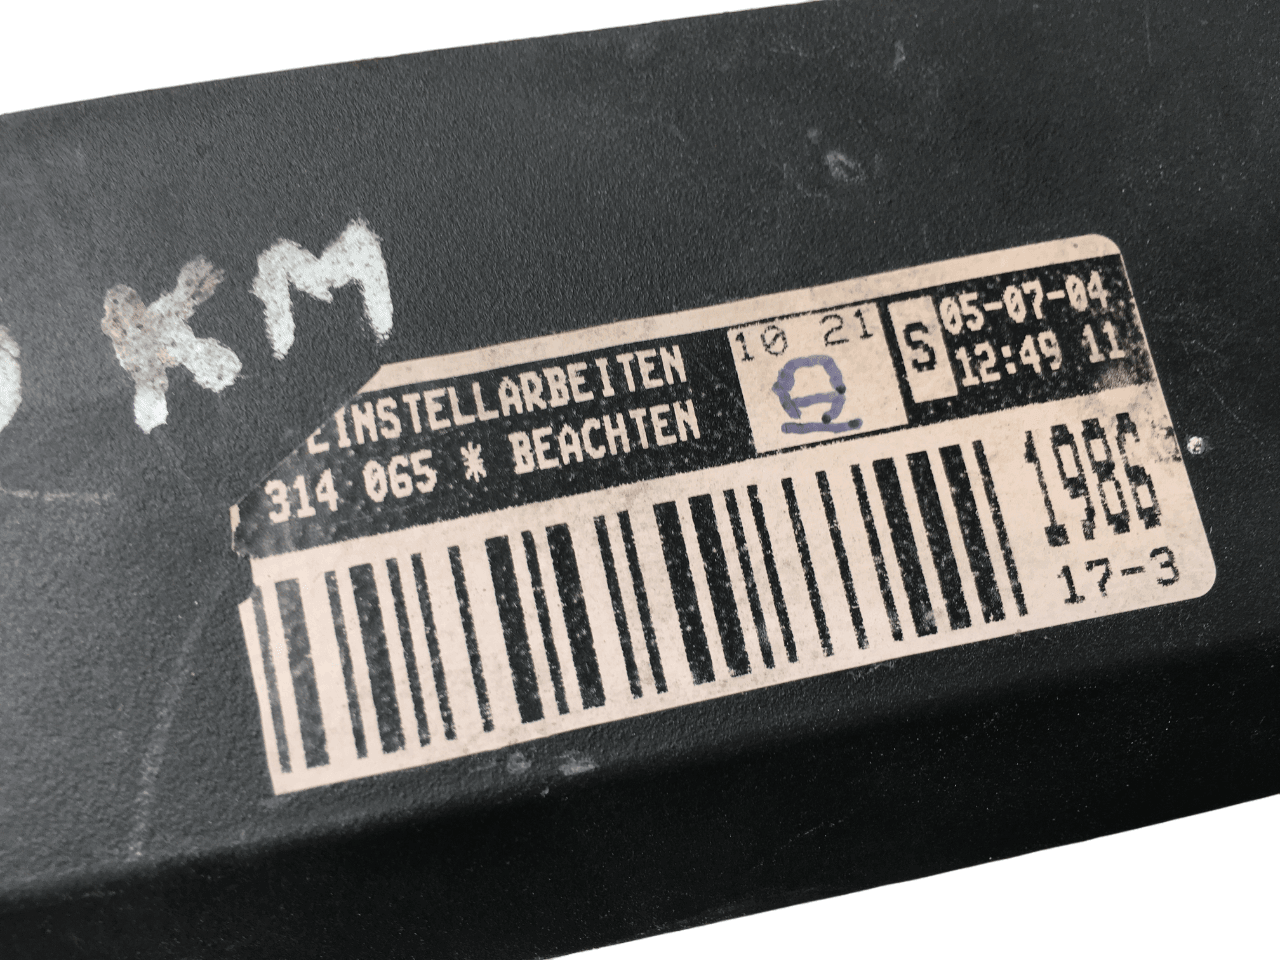 KM
EINSTELLARBEITEN
314 065 * BEACHTEN
10 21
S
05-07-04
12:49 11
1986
17-3